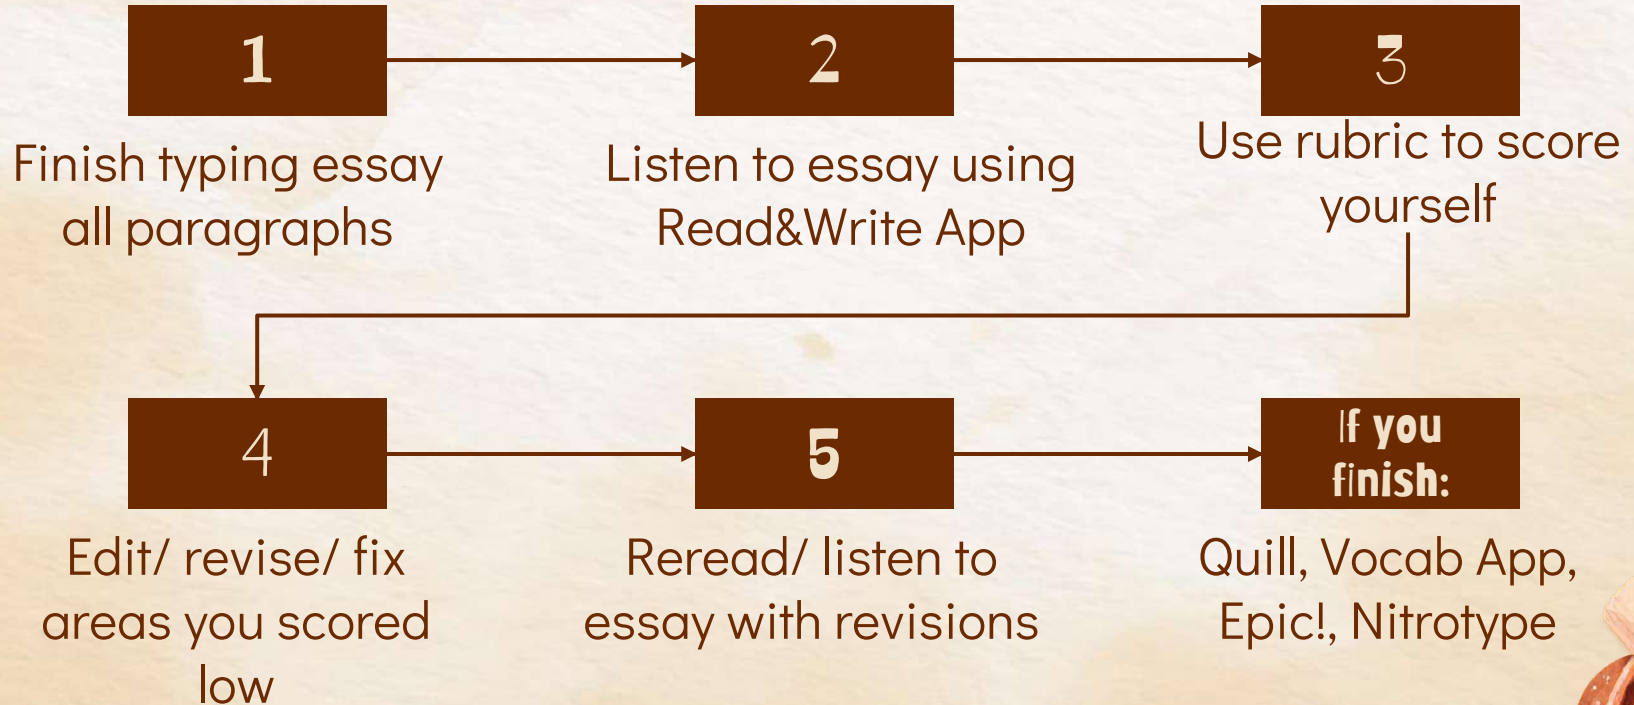 1
Finish typing essay
all paragraphs
2
Listen to essay using
Read&Write App
3
Use rubric to score
yourself
4
Edit/ revise/ fix
areas you scored
low
5
Reread/ listen to
essay with revisions
If you
finish:
Quill, Vocab App,
Epic!, Nitrotype